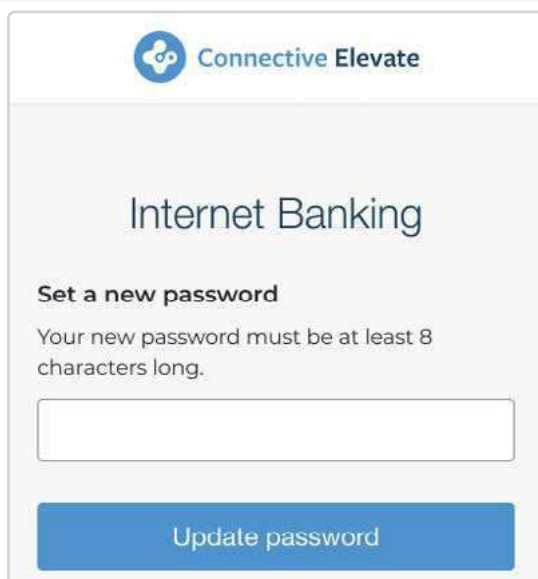 Connective Elevate
Internet Banking
Set a new password
Your new password must be at least 8
characters long.
Update password